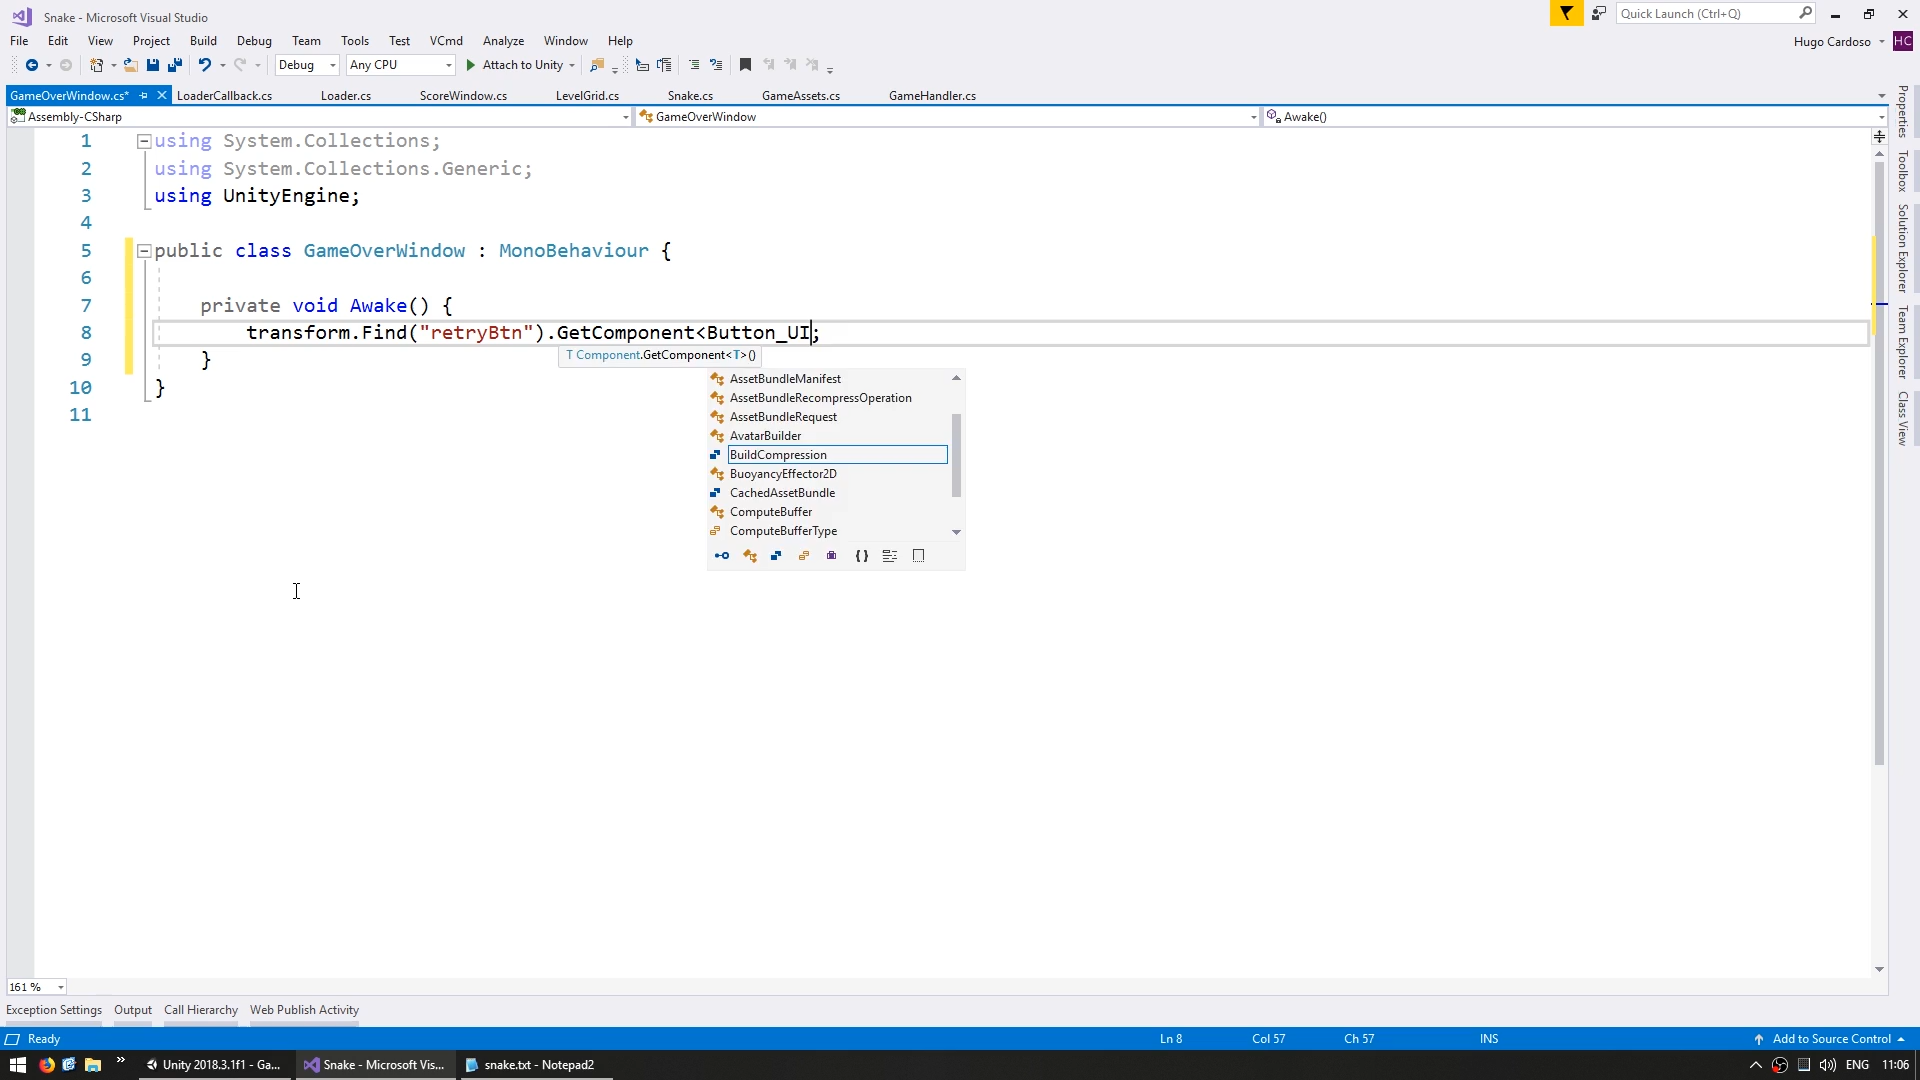 Snake - Microsoft Visual Studio
Quick Launch (Ctrl+Q)
File Edit View Project Build Debug Team Tools Test VCmd Analyze Window Help
Hugo Cardoso HC
Debug Any CPU Attach to Unity
GameOverWindow.cs* LoaderCallback.cs Loader.cs ScoreWindow.cs LevelGrid.cs Snake.cs GameAssets.cs GameHandler.cs
Assembly-CSharp GameOverWindow Awake()
1 using System.Collections;
2 using System.Collections.Generic;
3 using UnityEngine;
4
5 public class GameOverWindow : MonoBehaviour {
6
7 private void Awake() {
8 transform.Find("retryBtn").GetComponent<Button_UI;
T Component.GetComponent<T>()
9 }
10 }
11
AssetBundleManifest
AssetBundleRecompressOperation
AssetBundleRequest
AvatarBuilder
BuildCompression
BuoyancyEffector2D
CachedAssetBundle
ComputeBuffer
ComputeBufferType
Properties
Toolbox
Solution Explorer
Team Explorer
Class View
161 %
Exception Settings Output Call Hierarchy Web Publish Activity
Ready Ln 8 Col 57 Ch 57 INS Add to Source Control
Unity 2018.3.1f1 - Ga... Snake - Microsoft Vis... snake.txt - Notepad2 ENG 11:06